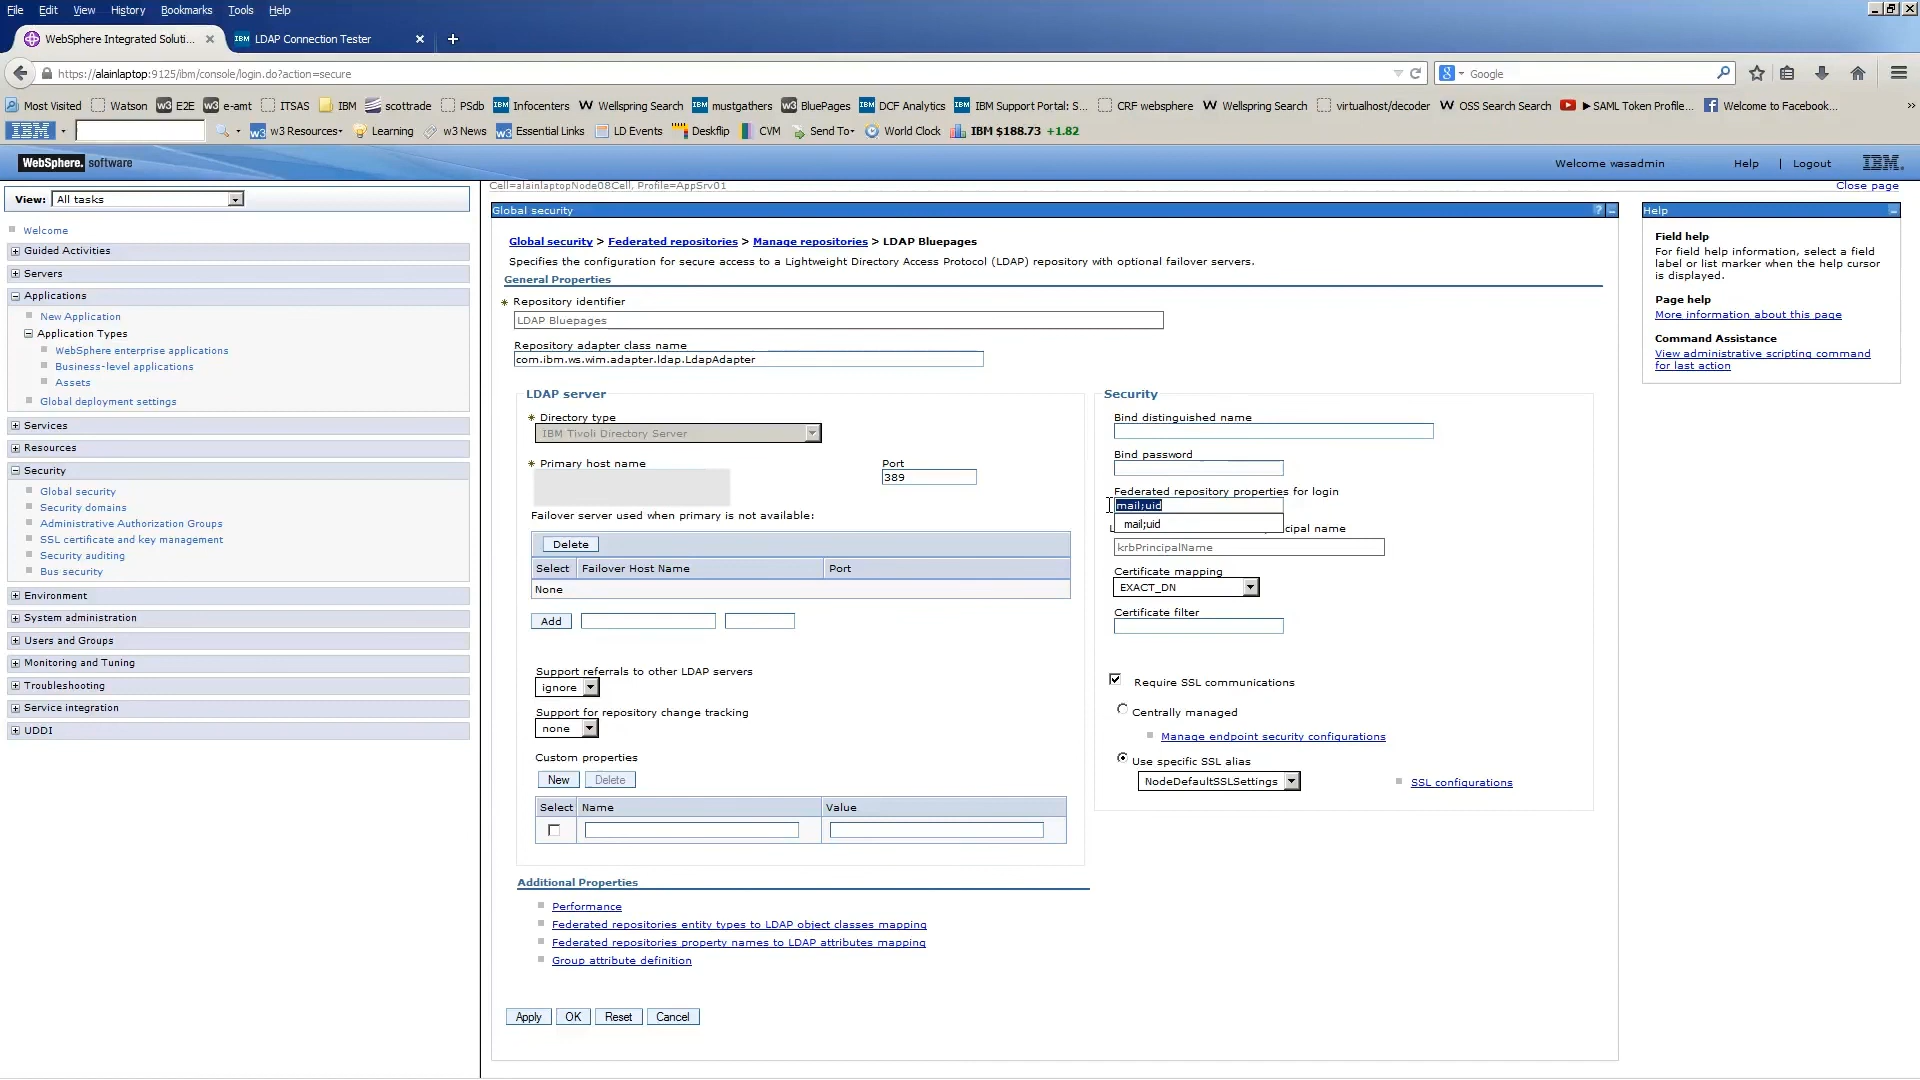 File Edit View History Bookmarks Tools Help
WebSphere Integrated Soluti... × IBM LDAP Connection Tester × +
https://alainlaptop:9125/ibm/console/login.do?action=secure
Google
Most Visited Watson w3 E2E w3 e-amt ITSAS IBM scottrade PSdb IBM Infocenters W Wellspring Search IBM mustgathers w3 BluePages IBM DCF Analytics IBM IBM Support Portal: S... CRF websphere W Wellspring Search virtualhost/decoder W OSS Search Search ▶ SAML Token Profile... Welcome to Facebook... »
IBM w3 w3 Resources Learning w3 News w3 Essential Links LD Events Deskflip CVM Send To World Clock IBM $188.73 +1.82
WebSphere. software Welcome wasadmin Help | Logout IBM.
Cell=alainlaptopNode08Cell, Profile=AppSrv01 Close page
View: All tasks
Welcome
Guided Activities
Servers
Applications
New Application
Application Types
WebSphere enterprise applications
Business-level applications
Assets
Global deployment settings
Services
Resources
Security
Global security
Security domains
Administrative Authorization Groups
SSL certificate and key management
Security auditing
Bus security
Environment
System administration
Users and Groups
Monitoring and Tuning
Troubleshooting
Service integration
UDDI
Global security ?
Global security > Federated repositories > Manage repositories > LDAP Bluepages
Specifies the configuration for secure access to a Lightweight Directory Access Protocol (LDAP) repository with optional failover servers.
General Properties
* Repository identifier
LDAP Bluepages
Repository adapter class name
com.ibm.ws.wim.adapter.ldap.LdapAdapter
LDAP server
* Directory type
IBM Tivoli Directory Server
* Primary host name
Port
389
Failover server used when primary is not available:
Delete
Select Failover Host Name Port
None
Add
Support referrals to other LDAP servers
ignore
Support for repository change tracking
none
Custom properties
New Delete
Select Name Value
Security
Bind distinguished name
Bind password
Federated repository properties for login
mail;uid
mail;uid
cipal name
krbPrincipalName
Certificate mapping
EXACT_DN
Certificate filter
Require SSL communications
Centrally managed
Manage endpoint security configurations
Use specific SSL alias
NodeDefaultSSLSettings SSL configurations
Additional Properties
Performance
Federated repositories entity types to LDAP object classes mapping
Federated repositories property names to LDAP attributes mapping
Group attribute definition
Apply OK Reset Cancel
Help
Field help
For field help information, select a field
label or list marker when the help cursor
is displayed.
Page help
More information about this page
Command Assistance
View administrative scripting command
for last action